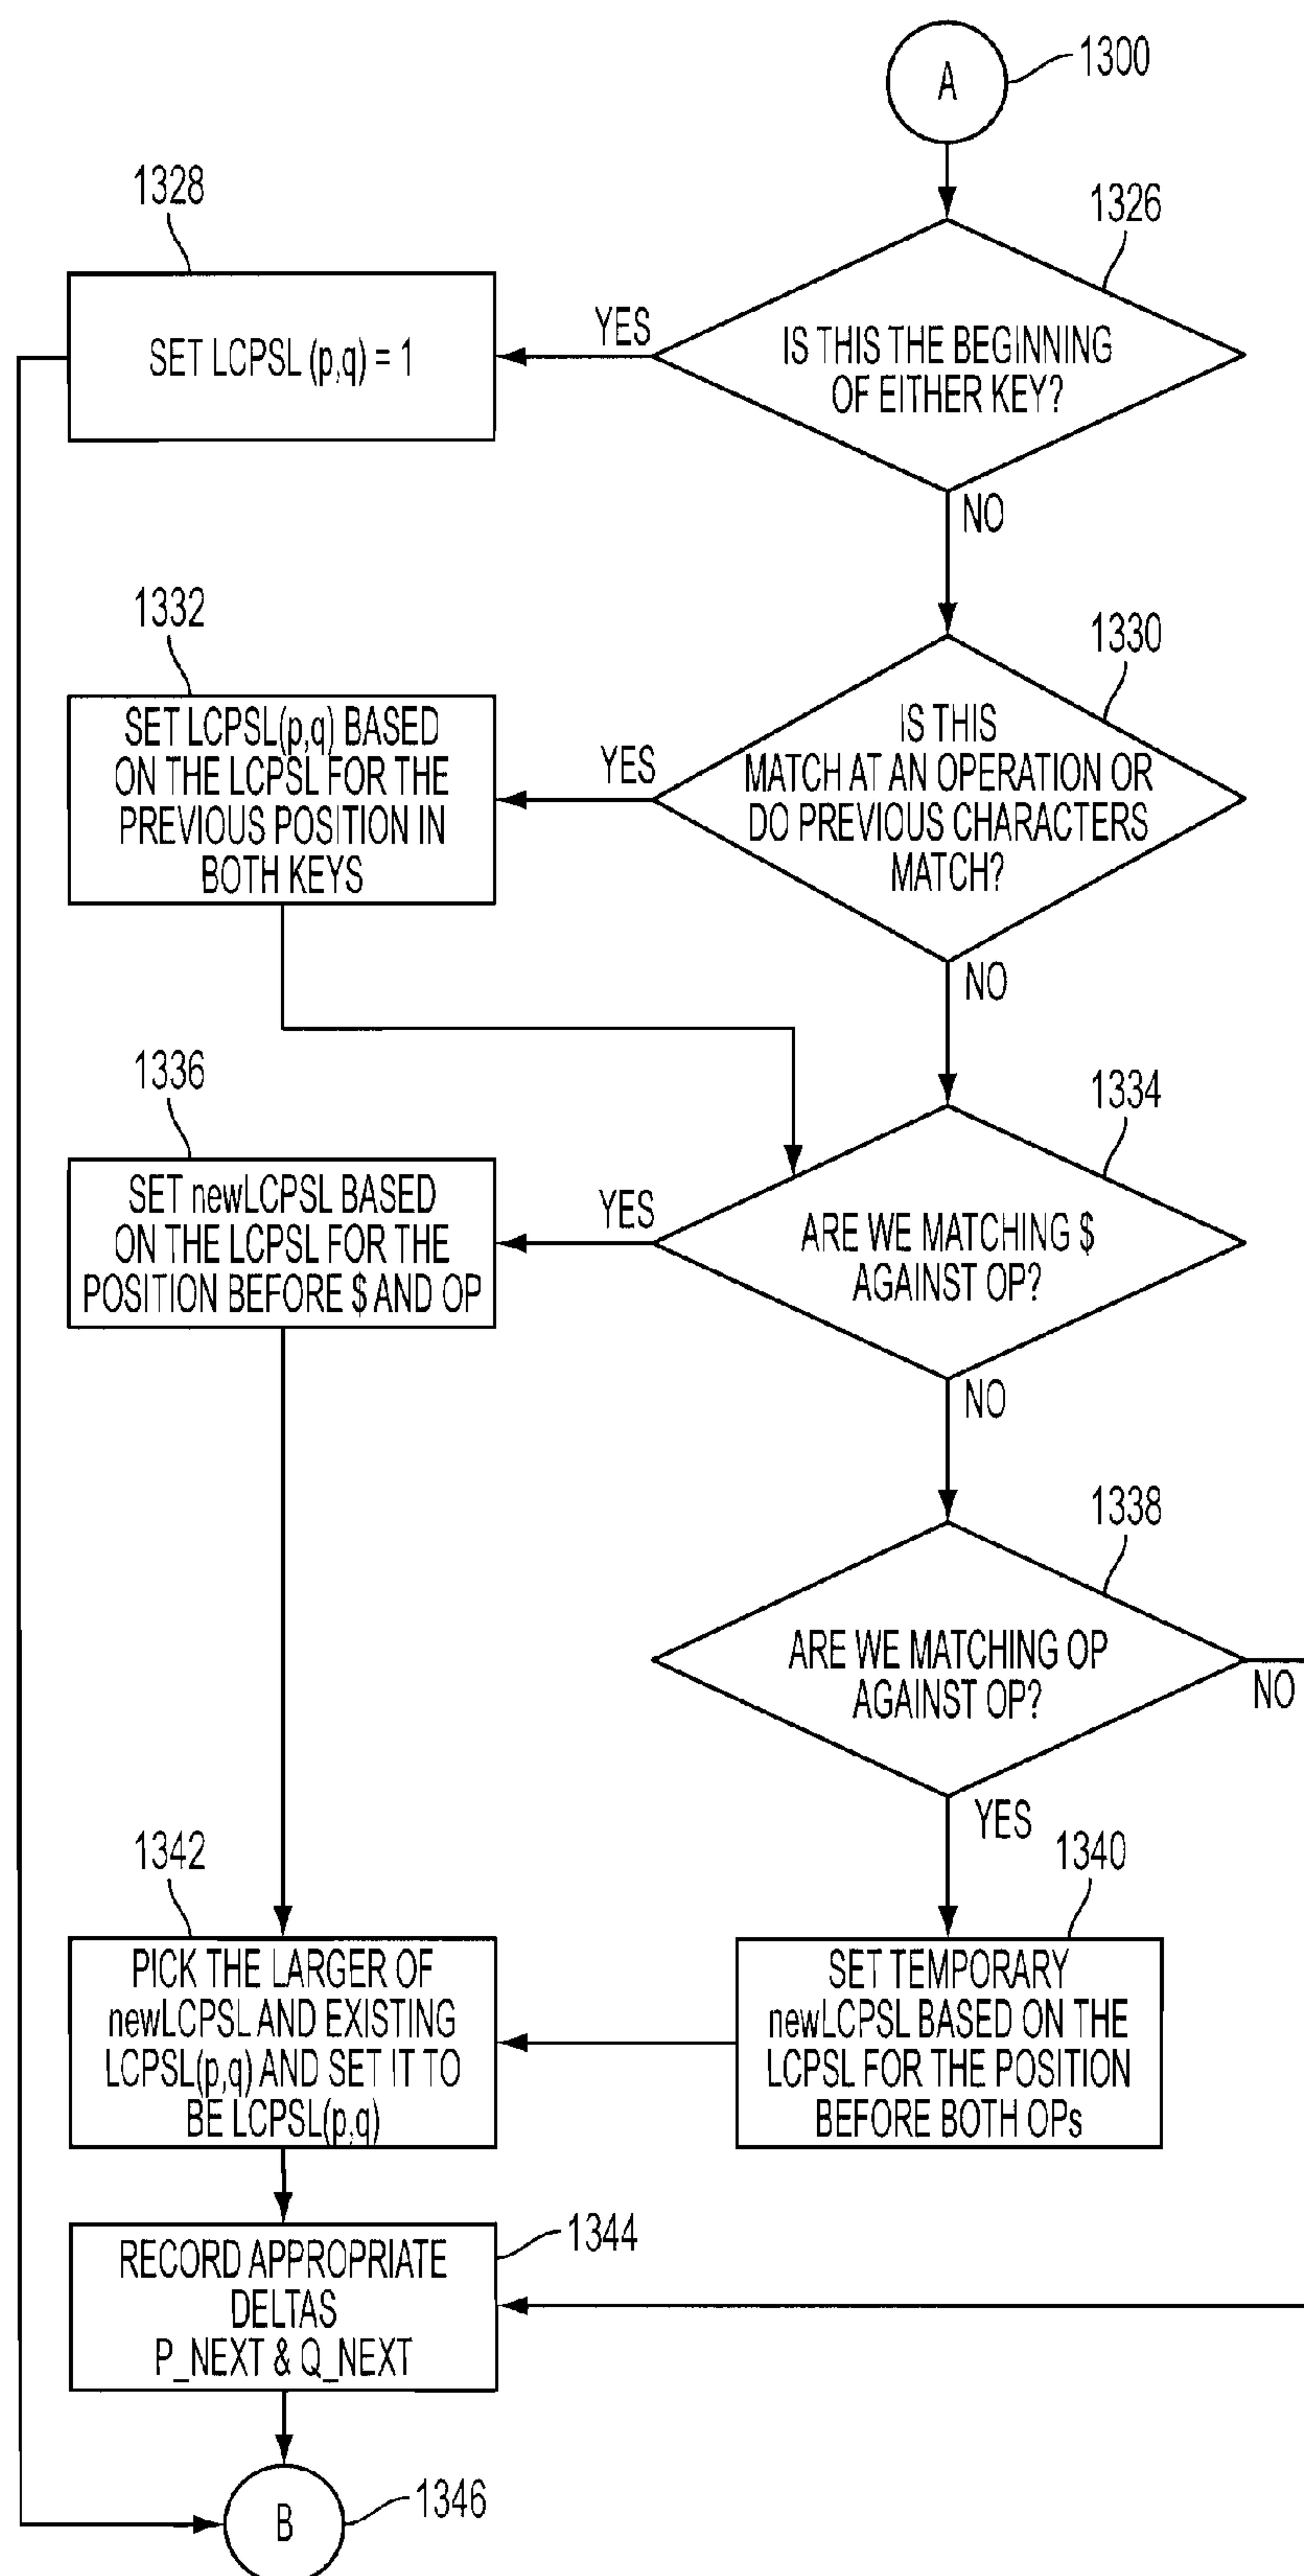 A
1300
1326
1328
IS THIS THE BEGINNING
OF EITHER KEY?
YES
SET LCPSL (p,q) = 1
NO
1330
1332
IS THIS
MATCH AT AN OPERATION OR
DO PREVIOUS CHARACTERS
MATCH?
YES
SET LCPSL(p,q) BASED
ON THE LCPSL FOR THE
PREVIOUS POSITION IN
BOTH KEYS
NO
1334
1336
ARE WE MATCHING $
AGAINST OP?
YES
SET newLCPSL BASED
ON THE LCPSL FOR THE
POSITION BEFORE $ AND OP
NO
1338
ARE WE MATCHING OP
AGAINST OP?
NO
YES
1340
SET TEMPORARY
newLCPSL BASED ON THE
LCPSL FOR THE POSITION
BEFORE BOTH OPs
1342
PICK THE LARGER OF
newLCPSL AND EXISTING
LCPSL(p,q) AND SET IT TO
BE LCPSL(p,q)
1344
RECORD APPROPRIATE
DELTAS
P_NEXT & Q_NEXT
B
1346